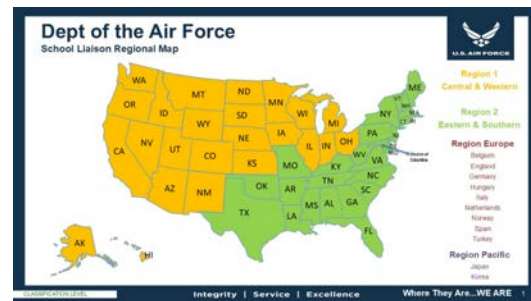 Dept of the Air Force
School Liaison Regional Map
U.S. AIR FORCE
Region 1
Central & Western
Region 2
Eastern & Southern
Region Europe
Belgium
England
Germany
Hungary
Italy
Netherlands
Norway
Spain
Turkey
Region Pacific
Japan
Korea
WA
MT
ND
MN
OR
ID
SD
WI
MI
WY
NE
IA
NV
UT
CO
KS
IL
IN
OH
CA
AZ
NM
ME
VT
NY
PA
MO
KY
WV
VA
OK
AR
TN
NC
SC
TX
LA
MS
AL
GA
FL
AK
HI
CLASSIFICATION LEVEL
Integrity | Service | Excellence
Where They Are...WE ARE
1